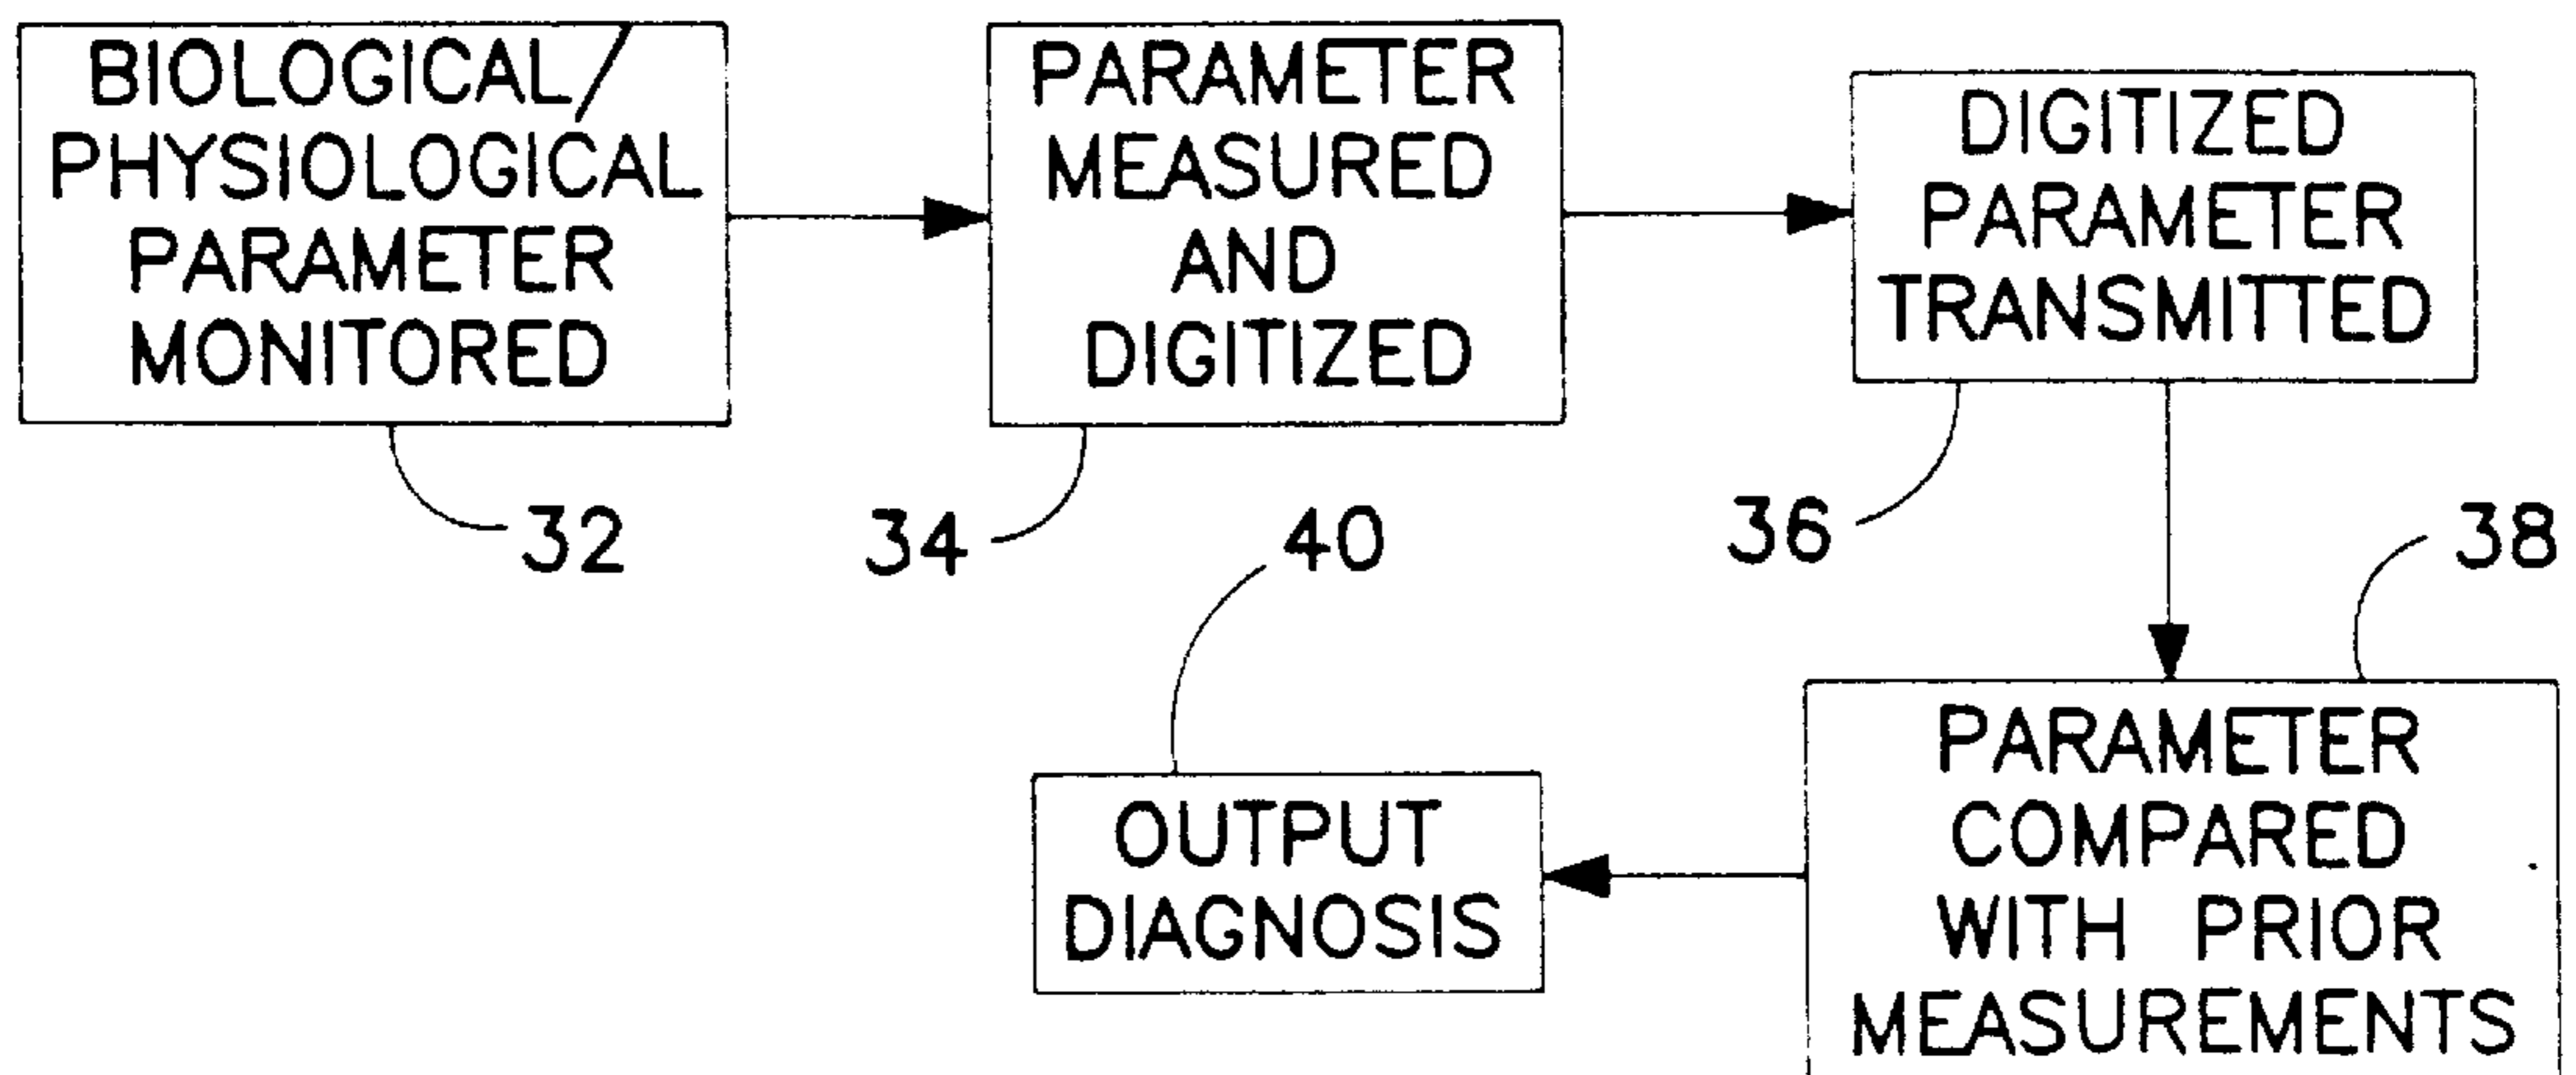 BIOLOGICAL/
PHYSIOLOGICAL
PARAMETER
MONITORED
32
PARAMETER
MEASURED
AND
DIGITIZED
34
DIGITIZED
PARAMETER
TRANSMITTED
36
PARAMETER
COMPARED
WITH PRIOR
MEASUREMENTS
38
OUTPUT
DIAGNOSIS
40